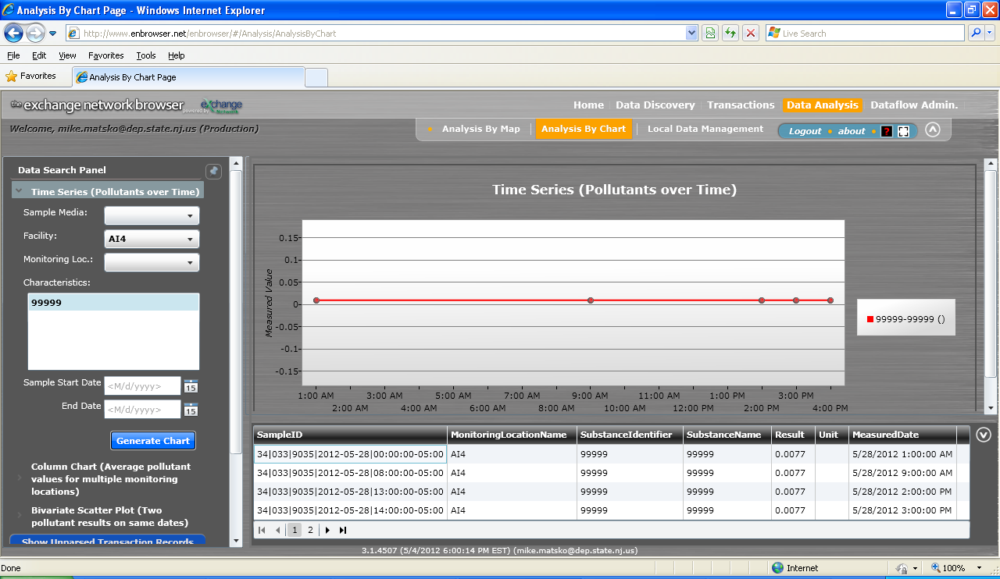 Analysis By Chart Page - Windows Internet Explorer
http://www.enbrowser.net/enbrowser/#/Analysis/AnalysisByChart
Live Search
File Edit View Favorites Tools Help
Favorites
Analysis By Chart Page
the exchange network browser powered by exchange Network
Home Data Discovery Transactions Data Analysis Dataflow Admin.
Welcome, mike.matsko@dep.state.nj.us (Production)
Analysis By Map Analysis By Chart Local Data Management Logout about ?
Data Search Panel
Time Series (Pollutants over Time)
Sample Media:
Facility: AI4
Monitoring Loc.:
Characteristics:
99999
Sample Start Date <M/d/yyyy> 15
End Date <M/d/yyyy> 15
Generate Chart
Column Chart (Average pollutant
values for multiple monitoring
locations)
Bivariate Scatter Plot (Two
pollutant results on same dates)
Show Unparsed Transaction Records
Time Series (Pollutants over Time)
Measured Value
0.15
0.1
0.05
0
-0.05
-0.1
-0.15
1:00 AM 3:00 AM 5:00 AM 7:00 AM 9:00 AM 11:00 AM 1:00 PM 3:00 PM
2:00 AM 4:00 AM 6:00 AM 8:00 AM 10:00 AM 12:00 PM 2:00 PM 4:00 PM
99999-99999 ()
SampleID MonitoringLocationName SubstanceIdentifier SubstanceName Result Unit MeasuredDate
34|033|9035|2012-05-28|00:00:00-05:00 AI4 99999 99999 0.0077 5/28/2012 1:00:00 AM
34|033|9035|2012-05-28|08:00:00-05:00 AI4 99999 99999 0.0077 5/28/2012 9:00:00 AM
34|033|9035|2012-05-28|13:00:00-05:00 AI4 99999 99999 0.0077 5/28/2012 2:00:00 PM
34|033|9035|2012-05-28|14:00:00-05:00 AI4 99999 99999 0.0077 5/28/2012 3:00:00 PM
1 2
3.1.4507 (5/4/2012 6:00:14 PM EST) (mike.matsko@dep.state.nj.us)
Done Internet 100%